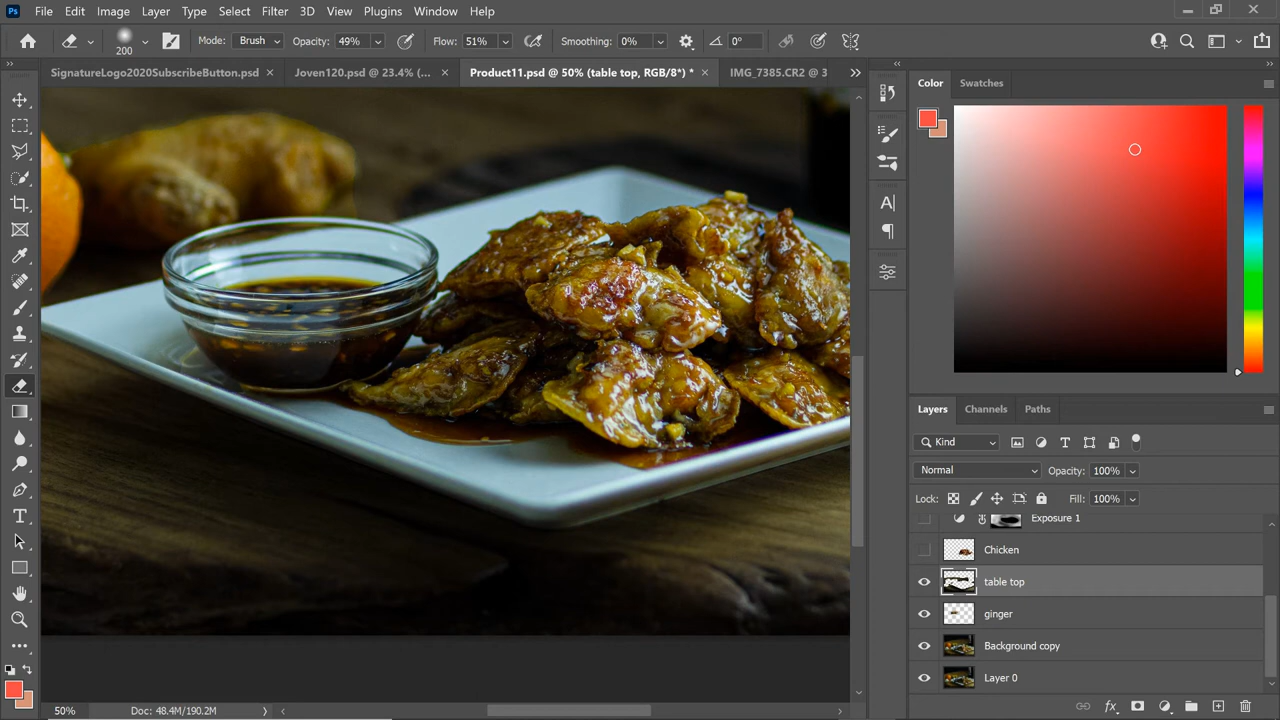 Ps File Edit Image Layer Type Select Filter 3D View Plugins Window Help
200 Mode: Brush Opacity: 49% Flow: 51% Smoothing: 0% 0°
SignatureLogo2020SubscribeButton.psd Joven120.psd @ 23.4% (... Product11.psd @ 50% (table top, RGB/8*) * IMG_7385.CR2 @ 3
Color Swatches
Layers Channels Paths
Kind
Normal Opacity: 100%
Lock: Fill: 100%
Exposure 1
Chicken
table top
ginger
Background copy
Layer 0
50% Doc: 48.4M/190.2M